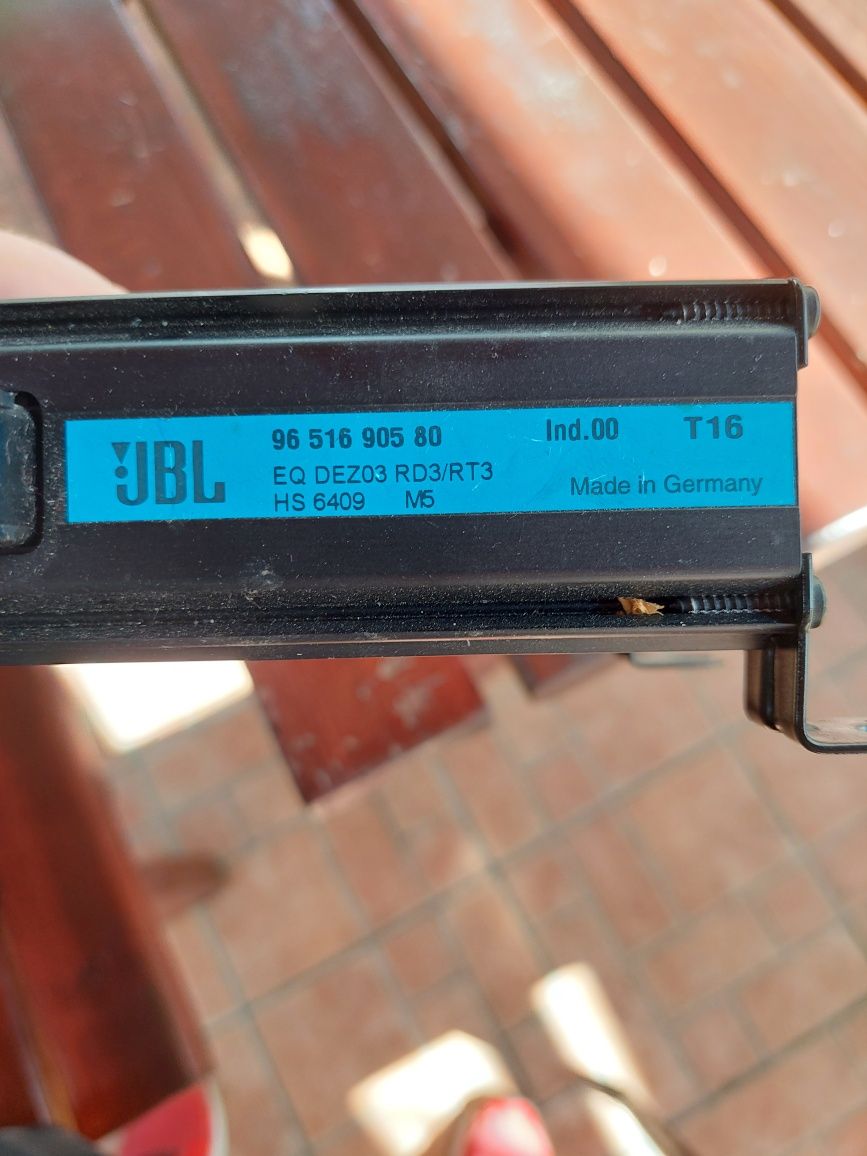 JBL
96 516 905 80
Ind.00
T16
EQ DEZ03 RD3/RT3
HS 6409 M5
Made in Germany